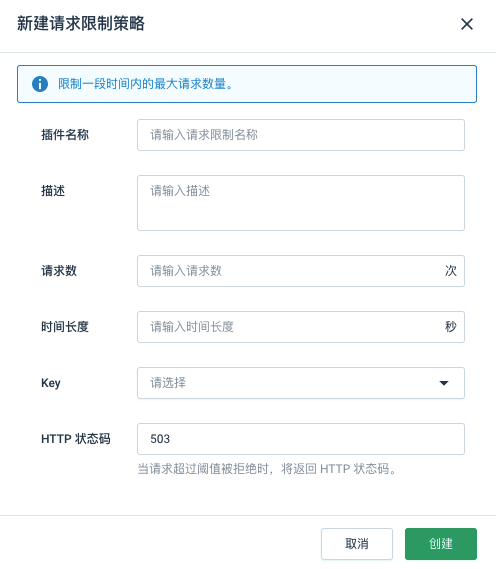 新建请求限制策略
限制一段时间内的最大请求数量。
插件名称
请输入请求限制名称
描述
请输入描述
请求数
请输入请求数
次
时间长度
请输入时间长度
秒
Key
请选择
HTTP 状态码
503
当请求超过阈值被拒绝时，将返回 HTTP 状态码。
取消
创建